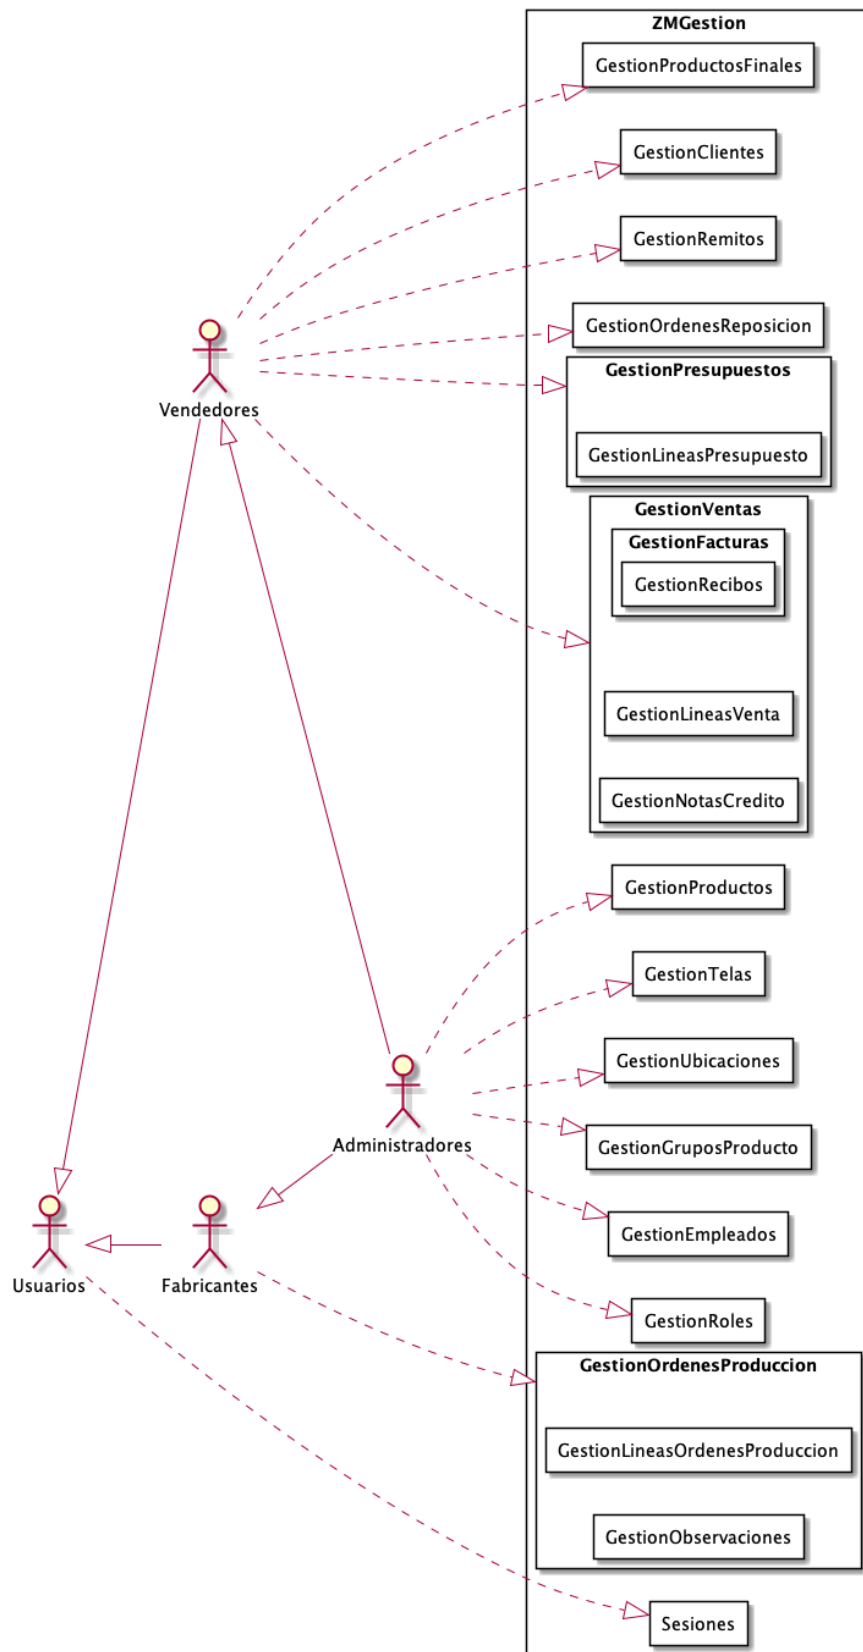 ZMGestion
GestionProductosFinales
GestionClientes
GestionRemitos
GestionOrdenesReposicion
GestionPresupuestos
Vendedores
GestionLineasPresupuesto
GestionVentas
GestionFacturas
GestionRecibos
GestionLineasVenta
GestionNotasCredito
GestionProductos
GestionTelas
GestionUbicaciones
Administradores
GestionGruposProducto
GestionEmpleados
Usuarios
Fabricantes
GestionRoles
GestionOrdenesProduccion
GestionLineasOrdenesProduccion
GestionObservaciones
Sesiones